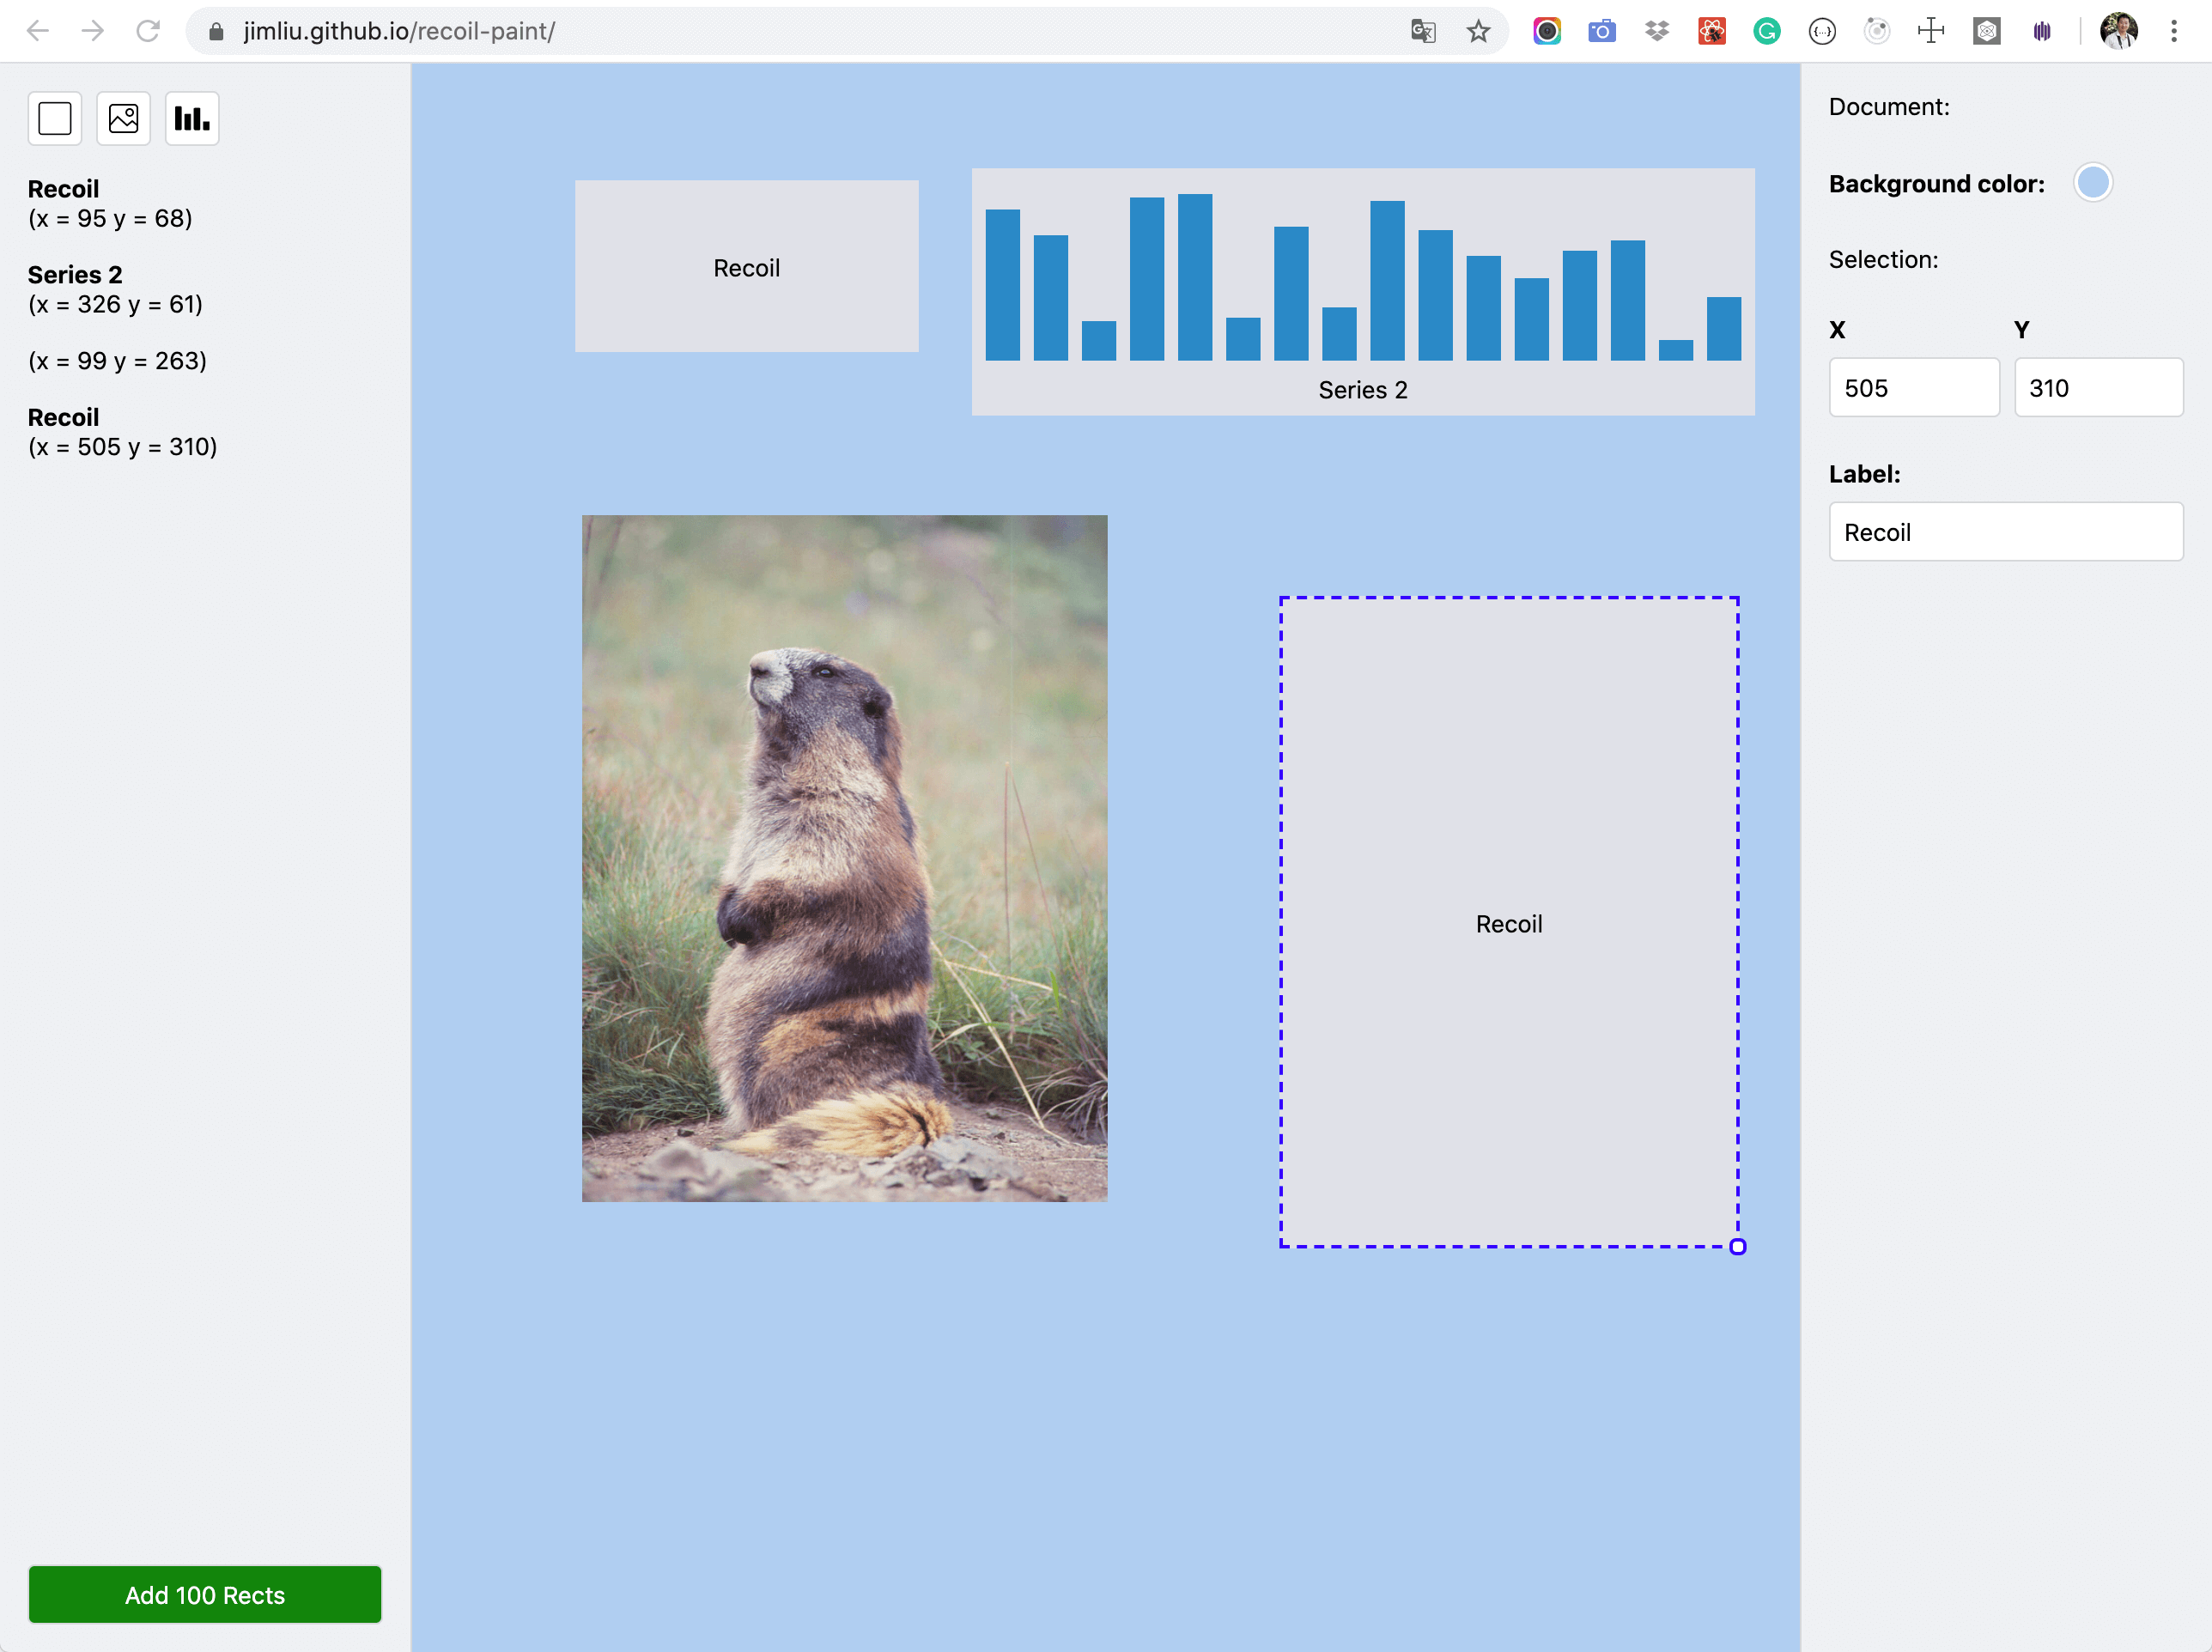 jimliu.github.io/recoil-paint/
Recoil
(x = 95 y = 68)
Series 2
(x = 326 y = 61)
(x = 99 y = 263)
Recoil
(x = 505 y = 310)
Add 100 Rects
Recoil
Series 2
Recoil
Document:
Background color:
Selection:
X Y
505 310
Label:
Recoil